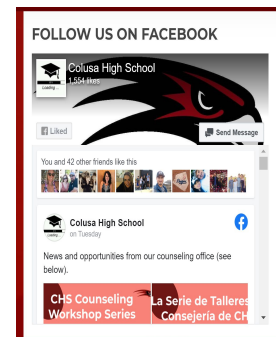 FOLLOW US ON FACEBOOK
Colusa High School
1,554 likes
Loading ...
Liked
Send Message
You and 42 other friends like this
Colusa High School
on Tuesday
News and opportunities from our counseling office (see
below).
CHS Counseling
Workshop Series
La Serie de Talleres
Consejería de CH